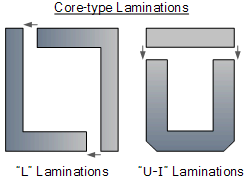 Core-type Laminations
“L” Laminations
“U-I” Laminations